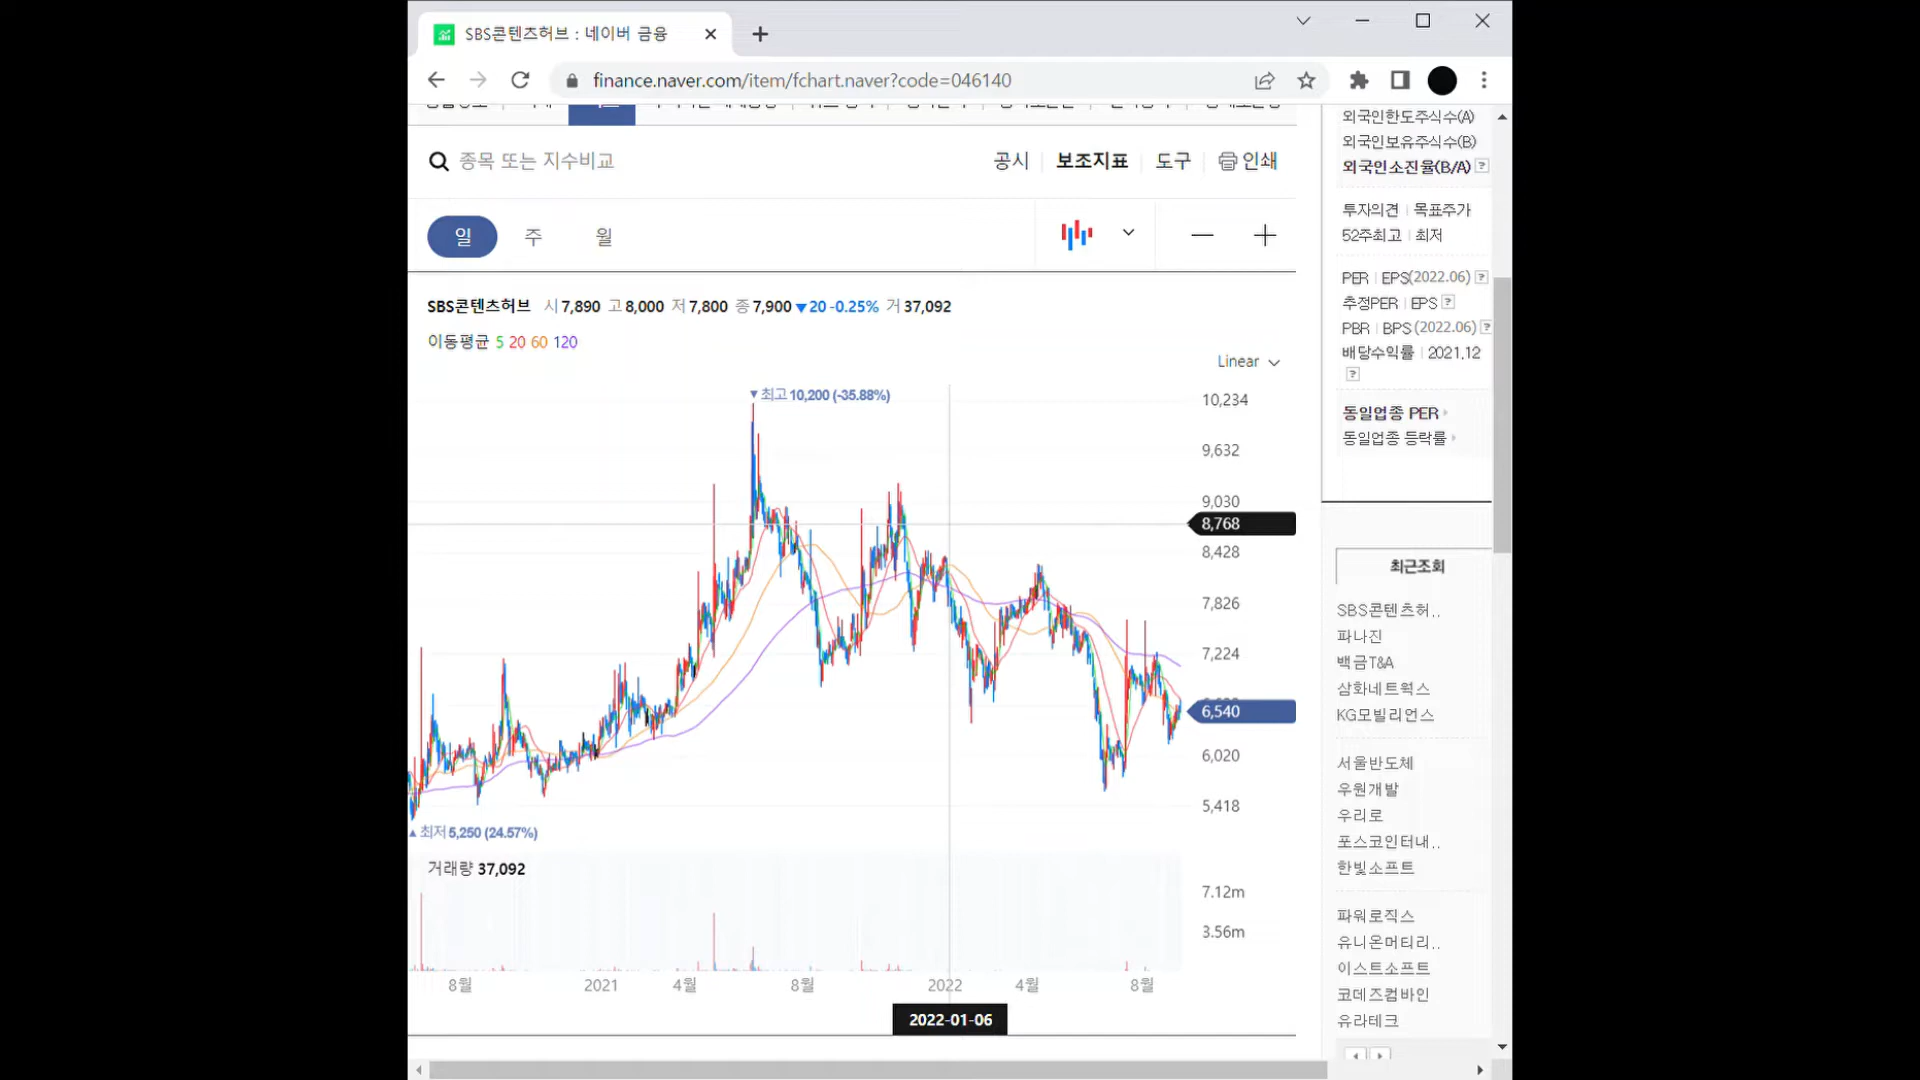 SBS콘텐츠허브 : 네이버 금융
finance.naver.com/item/fchart.naver?code=046140
종목 또는 지수비교
공시 보조지표 도구 인쇄
일 주 월
SBS콘텐츠허브 시 7,890 고 8,000 저 7,800 종 7,900 ▼20 -0.25% 거 37,092
이동평균 5 20 60 120
Linear
▼최고 10,200 (-35.88%)
10,234
9,632
9,030
8,768
8,428
7,826
7,224
6,540
6,020
5,418
▲최저 5,250 (24.57%)
거래량 37,092
7.12m
3.56m
8월 2021 4월 8월 2022 4월 8월
2022-01-06
외국인한도주식수(A)
외국인보유주식수(B)
외국인소진율(B/A) ?
투자의견 | 목표주가
52주최고 | 최저
PER | EPS(2022.06) ?
추정PER | EPS ?
PBR | BPS (2022.06) ?
배당수익률 | 2021.12
?
동일업종 PER
동일업종 등락률
최근조회
SBS콘텐츠허..
파나진
백금T&A
삼화네트웍스
KG모빌리언스
서울반도체
우원개발
우리로
포스코인터내..
한빛소프트
파워로직스
유니온머티리..
이스트소프트
코데즈컴바인
유라테크